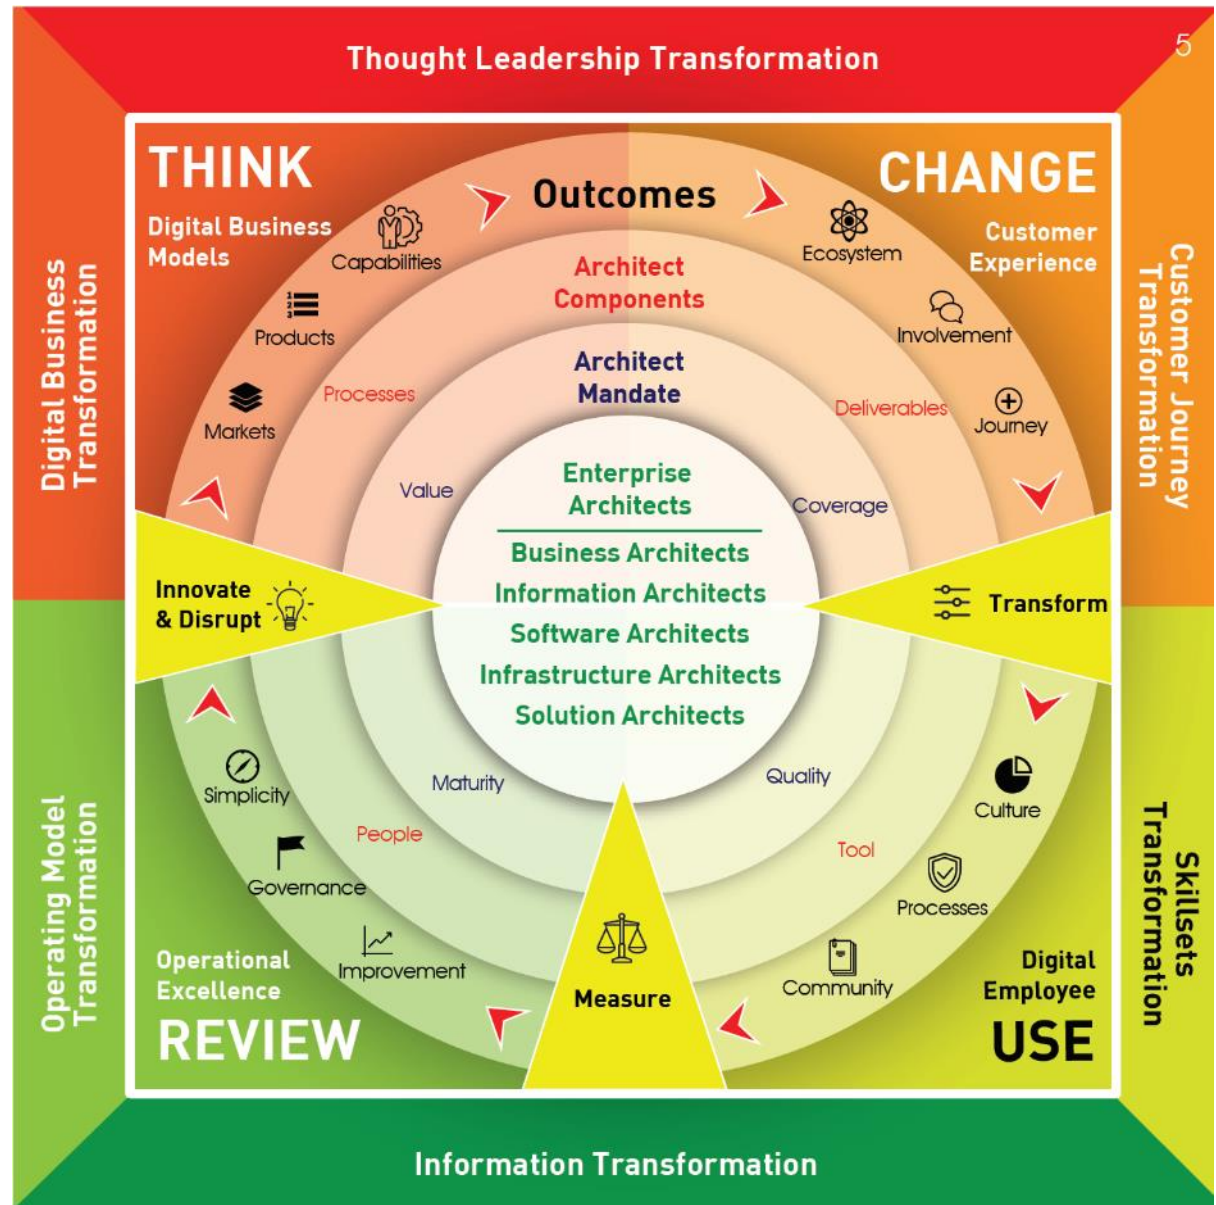 Thought Leadership Transformation
5
THINK
Digital Business
Models
CHANGE
Customer
Experience
Outcomes
Capabilities
Products
1
2
3
Markets
Ecosystem
Involvement
Journey
Architect
Components
Processes
Deliverables
Architect
Mandate
Value
Coverage
Enterprise
Architects
Business Architects
Information Architects
Software Architects
Infrastructure Architects
Solution Architects
Innovate
& Disrupt
Transform
Measure
Maturity
Quality
People
Tool
Simplicity
Governance
Improvement
Culture
Processes
Community
Operational
Excellence
REVIEW
Digital
Employee
USE
Digital Business
Transformation
Operating Model
Transformation
Customer Journey
Transformation
Skillsets
Transformation
Information Transformation